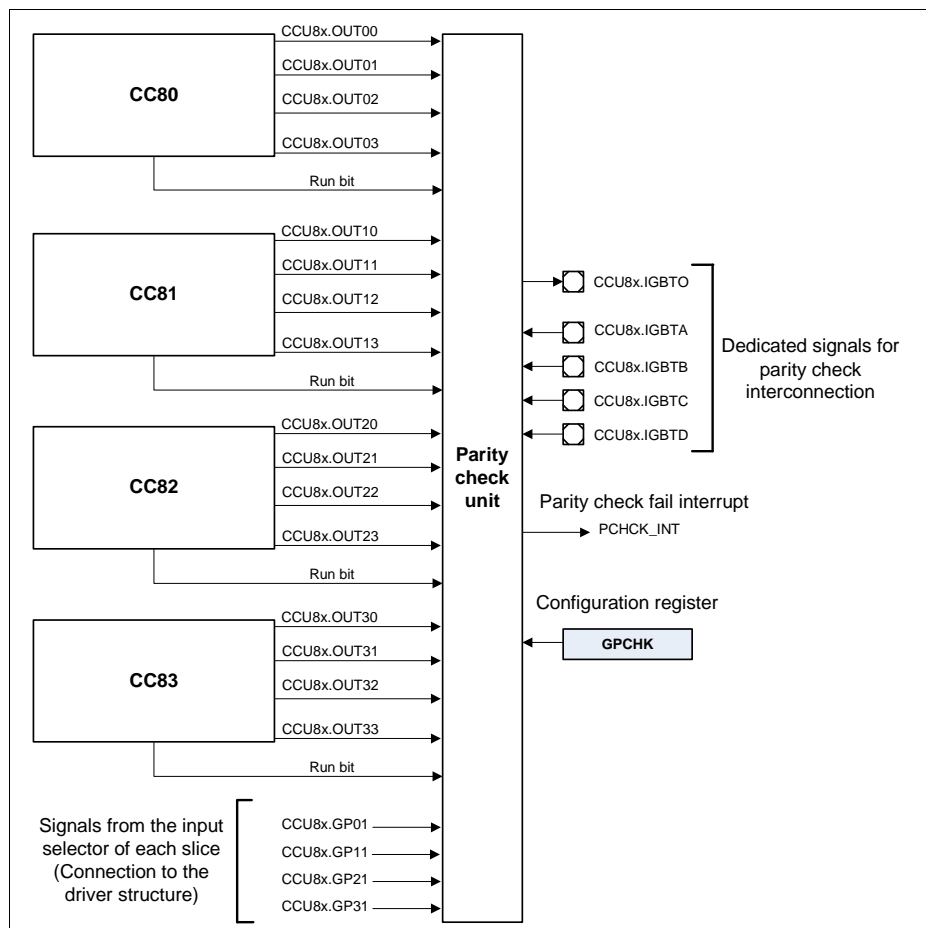 CC80
CCU8x.OUT00
CCU8x.OUT01
CCU8x.OUT02
CCU8x.OUT03
Run bit
CC81
CCU8x.OUT10
CCU8x.OUT11
CCU8x.OUT12
CCU8x.OUT13
Run bit
CC82
CCU8x.OUT20
CCU8x.OUT21
CCU8x.OUT22
CCU8x.OUT23
Run bit
CC83
CCU8x.OUT30
CCU8x.OUT31
CCU8x.OUT32
CCU8x.OUT33
Run bit
Signals from the input
selector of each slice
(Connection to the
driver structure)
CCU8x.GP01
CCU8x.GP11
CCU8x.GP21
CCU8x.GP31
Parity
check
unit
CCU8x.IGBTO
CCU8x.IGBTA
CCU8x.IGBTB
CCU8x.IGBTC
CCU8x.IGBTD
Dedicated signals for
parity check
interconnection
Parity check fail interrupt
PCHCK_INT
Configuration register
GPCHK